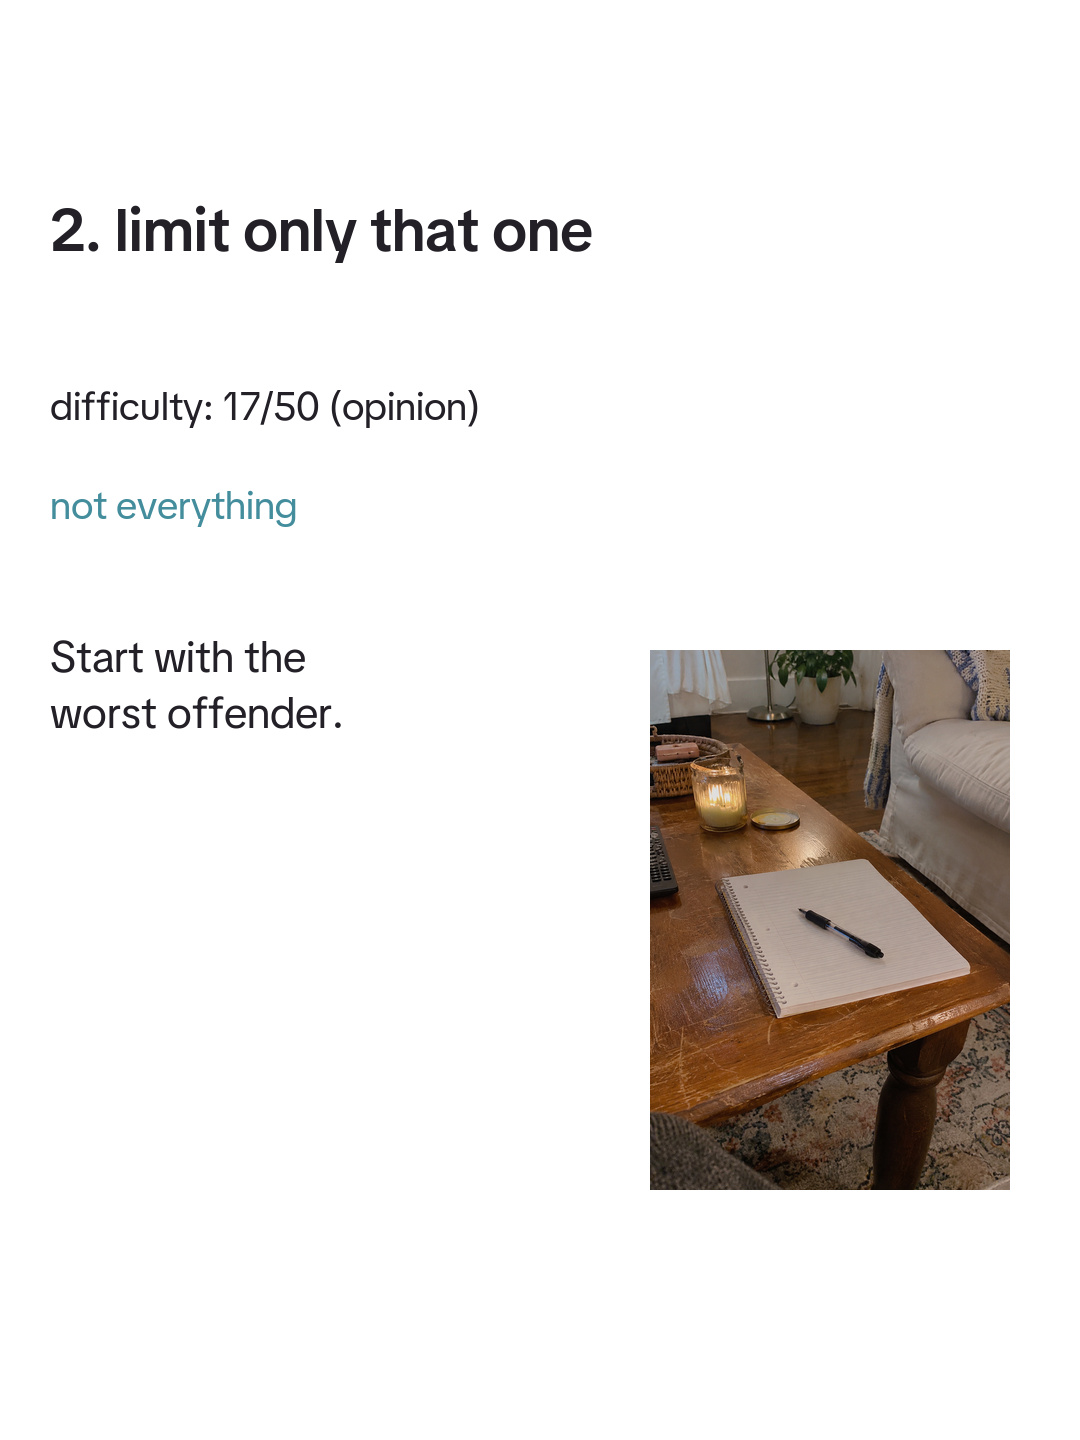 2. limit only that one
difficulty: 17/50 (opinion)
not everything
Start with the
worst offender.